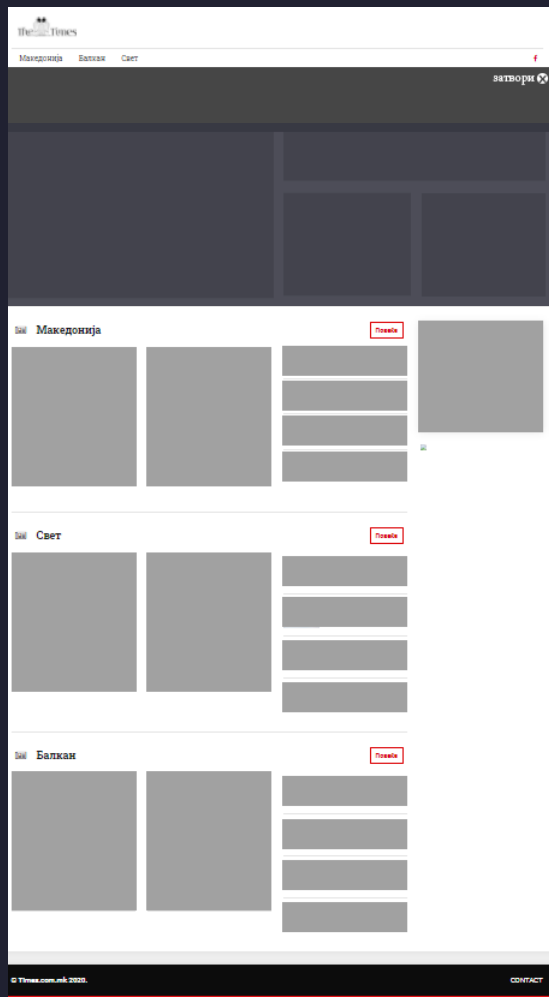 The Times
Македонија Балкан Свет f
затвори
Македонија Повеќе
Свет Повеќе
Балкан Повеќе
© Times.com.mk 2020. CONTACT